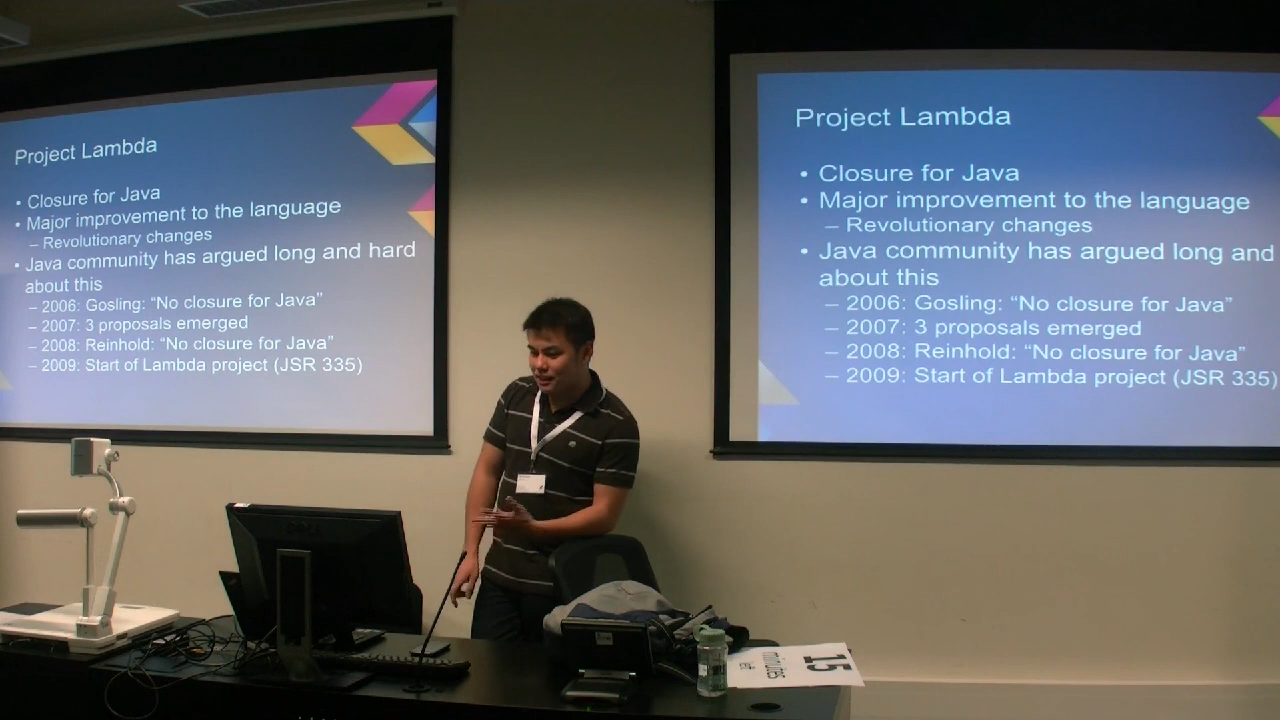 Project Lambda
• Closure for Java
• Major improvement to the language
– Revolutionary changes
• Java community has argued long and hard
about this
– 2006: Gosling: “No closure for Java”
– 2007: 3 proposals emerged
– 2008: Reinhold: “No closure for Java”
– 2009: Start of Lambda project (JSR 335)
Project Lambda
• Closure for Java
• Major improvement to the language
– Revolutionary changes
• Java community has argued long and
about this
– 2006: Gosling: “No closure for Java”
– 2007: 3 proposals emerged
– 2008: Reinhold: “No closure for Java”
– 2009: Start of Lambda project (JSR 335)
DELL
15
minutes
left